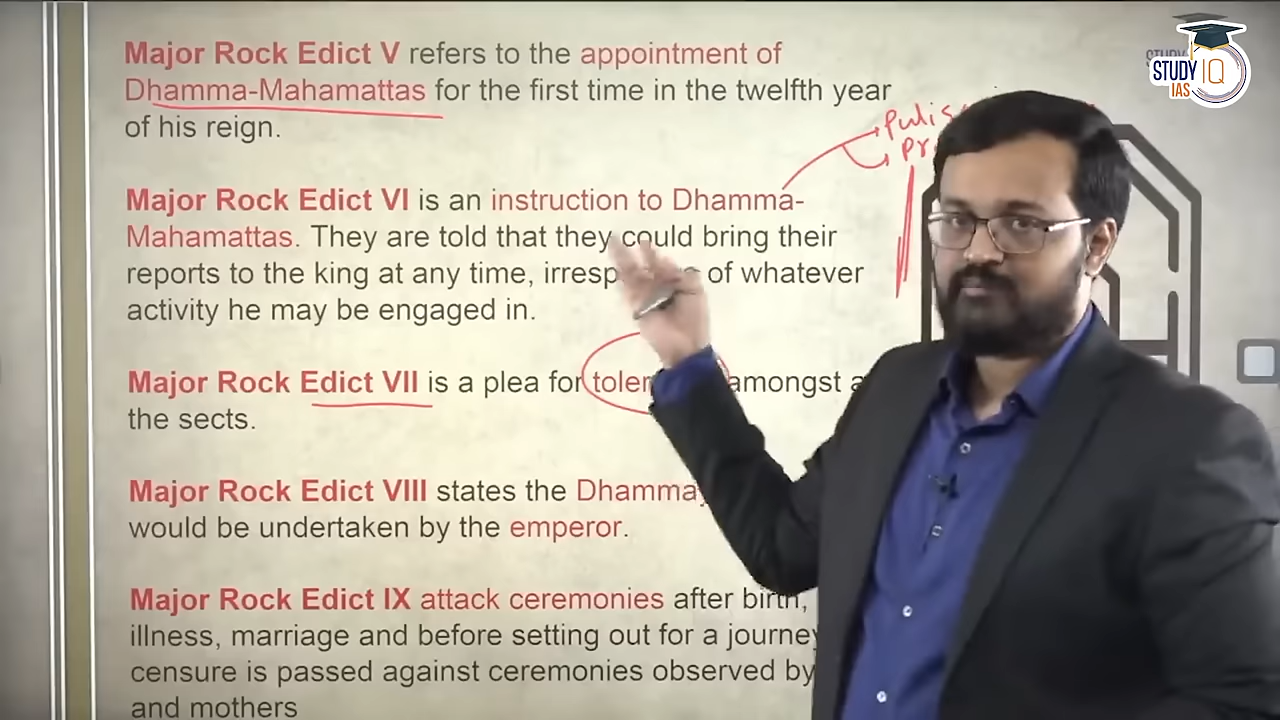 Major Rock Edict V refers to the appointment of
Dhamma-Mahamattas for the first time in the twelfth year
of his reign.
Major Rock Edict VI is an instruction to Dhamma-
Mahamattas. They are told that they could bring their
reports to the king at any time, of whatever
activity he may be engaged in.
Major Rock Edict VII is a plea for amongst
the sects.
Major Rock Edict VIII states the
would be undertaken by the emperor.
Major Rock Edict IX attack ceremonies after birth,
illness, marriage and before setting out for a journey
censure is passed against ceremonies observed by
and mothers
STUDY IQ
IAS